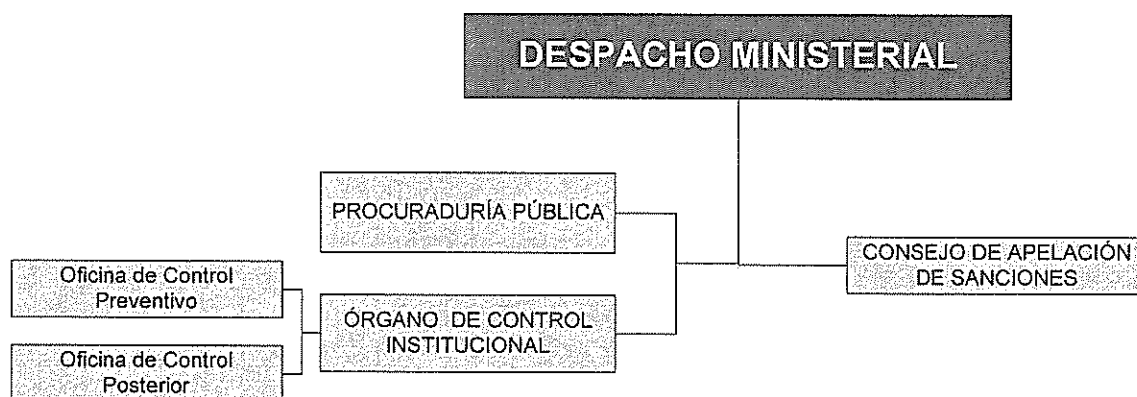 DESPACHO MINISTERIAL
PROCURADURÍA PÚBLICA
CONSEJO DE APELACIÓN
DE SANCIONES
Oficina de Control
Preventivo
ÓRGANO DE CONTROL
INSTITUCIONAL
Oficina de Control
Posterior